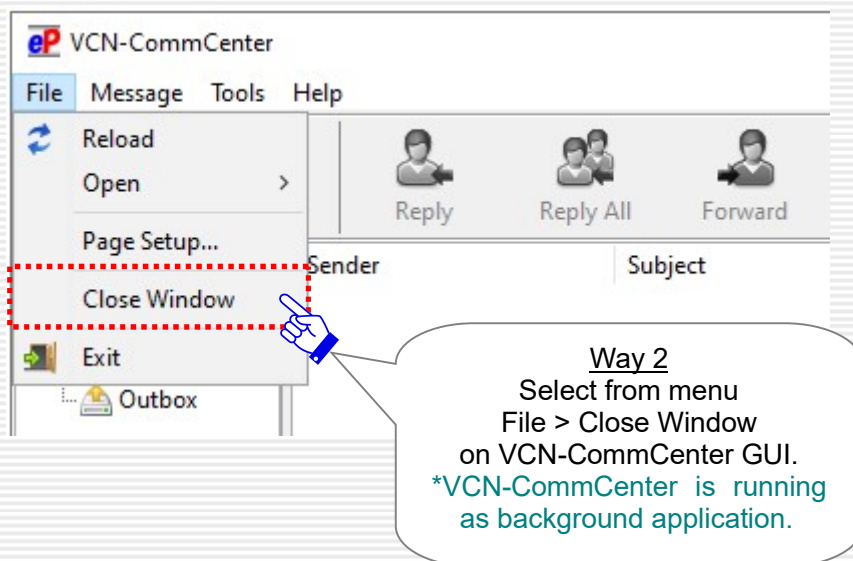 eP VCN-CommCenter
File Message Tools Help
Reload
Open >
Page Setup...
Close Window
Exit
Outbox
Reply Reply All Forward
Sender Subject
Way 2
Select from menu
File > Close Window
on VCN-CommCenter GUI.
*VCN-CommCenter is running
as background application.